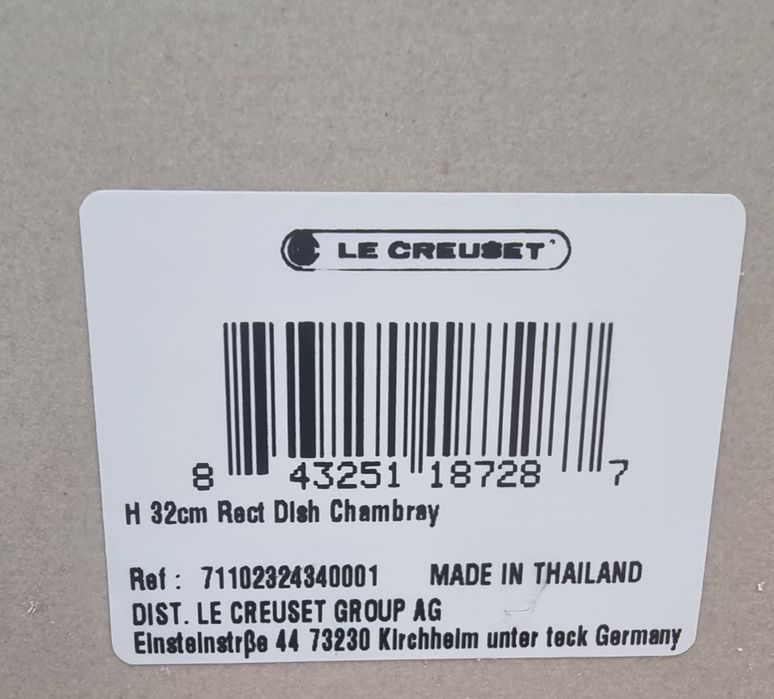 LE CREUSET
8 43251 18728 7
H 32cm Rect Dish Chambray
Ref : 71102324340001 MADE IN THAILAND
DIST. LE CREUSET GROUP AG
Einsteinstrβe 44 73230 Kirchheim unter teck Germany